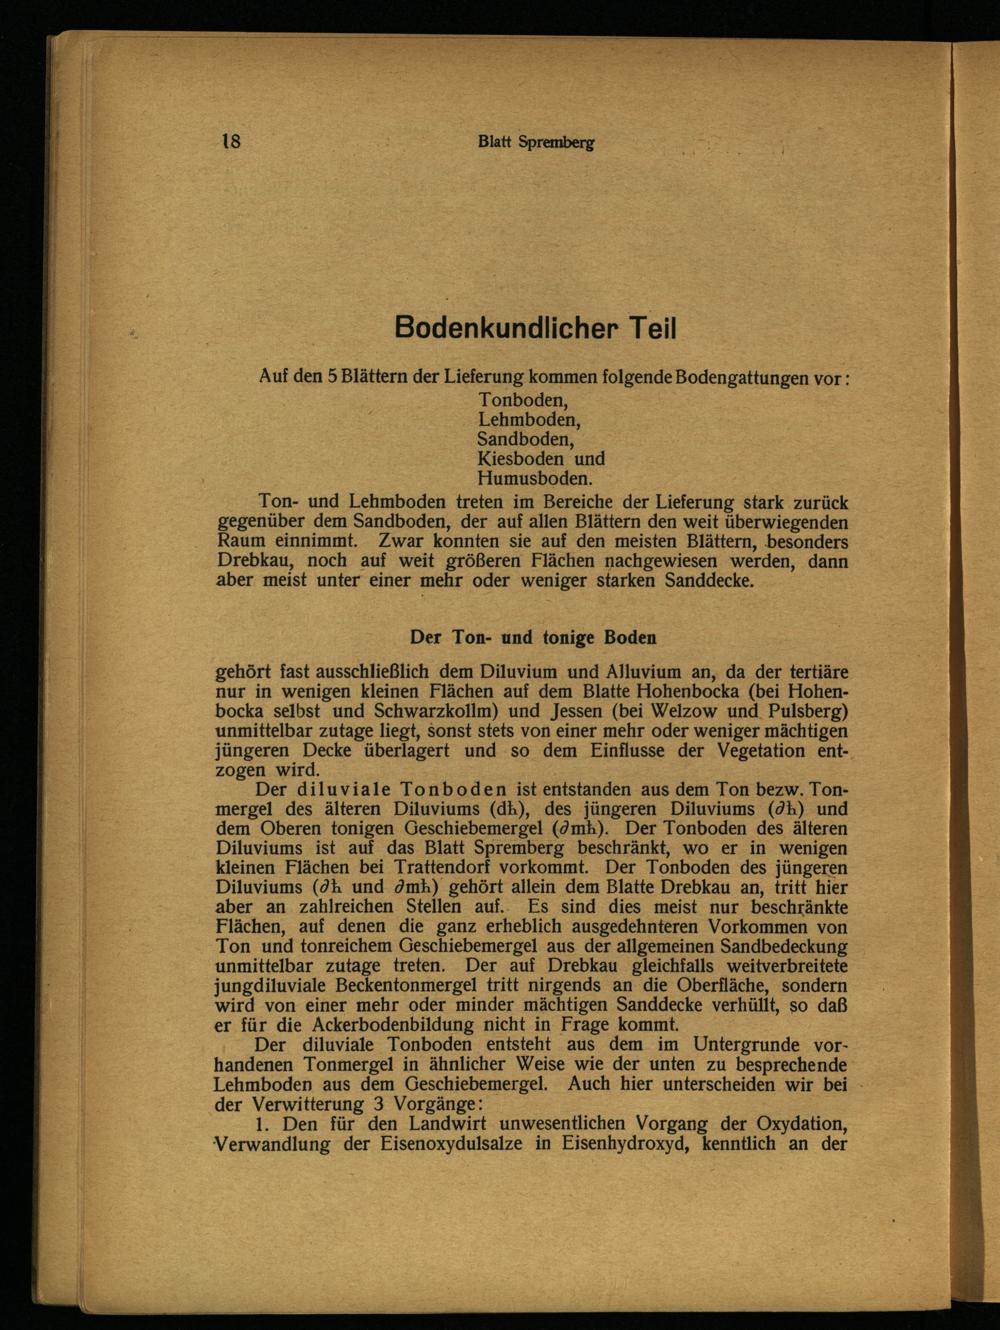 18
Blatt Spremberg
Bodenkundlicher Teil
Auf den 5 Blättern der Lieferung kommen folgende Bodengattungen vor:
Tonboden,
Lehmboden,
Sandboden,
Kiesboden und
Humusboden.
Ton- und Lehmboden treten im Bereiche der Lieferung stark zurück
gegenüber dem Sandboden, der auf allen Blättern den weit überwiegenden
Raum einnimmt. Zwar konnten sie auf den meisten Blättern, besonders
Drebkau, noch auf weit größeren Flächen nachgewiesen werden, dann
aber meist unter einer mehr oder weniger starken Sanddecke.
Der Ton- und tonige Boden
gehört fast ausschließlich dem Diluvium und Alluvium an, da der tertiäre
nur in wenigen kleinen Flächen auf dem Blatte Hohenbocka (bei Hohen-
bocka selbst und Schwarzkollm) und Jessen (bei Welzow und Pulsberg)
unmittelbar zutage liegt, sonst stets von einer mehr oder weniger mächtigen
jüngeren Decke überlagert und so dem Einflusse der Vegetation ent-
zogen wird.
Der diluviale Tonboden ist entstanden aus dem Ton bezw. Ton-
mergel des älteren Diluviums (dh), des jüngeren Diluviums (∂h) und
dem Oberen tonigen Geschiebemergel (∂mh). Der Tonboden des älteren
Diluviums ist auf das Blatt Spremberg beschränkt, wo er in wenigen
kleinen Flächen bei Trattendorf vorkommt. Der Tonboden des jüngeren
Diluviums (∂h und ∂mh) gehört allein dem Blatte Drebkau an, tritt hier
aber an zahlreichen Stellen auf. Es sind dies meist nur beschränkte
Flächen, auf denen die ganz erheblich ausgedehnteren Vorkommen von
Ton und tonreichem Geschiebemergel aus der allgemeinen Sandbedeckung
unmittelbar zutage treten. Der auf Drebkau gleichfalls weitverbreitete
jungdiluviale Beckentonmergel tritt nirgends an die Oberfläche, sondern
wird von einer mehr oder minder mächtigen Sanddecke verhüllt, so daß
er für die Ackerbodenbildung nicht in Frage kommt.
Der diluviale Tonboden entsteht aus dem im Untergrunde vor-
handenen Tonmergel in ähnlicher Weise wie der unten zu besprechende
Lehmboden aus dem Geschiebemergel. Auch hier unterscheiden wir bei
der Verwitterung 3 Vorgänge:
1. Den für den Landwirt unwesentlichen Vorgang der Oxydation,
Verwandlung der Eisenoxydulsalze in Eisenhydroxyd, kenntlich an der